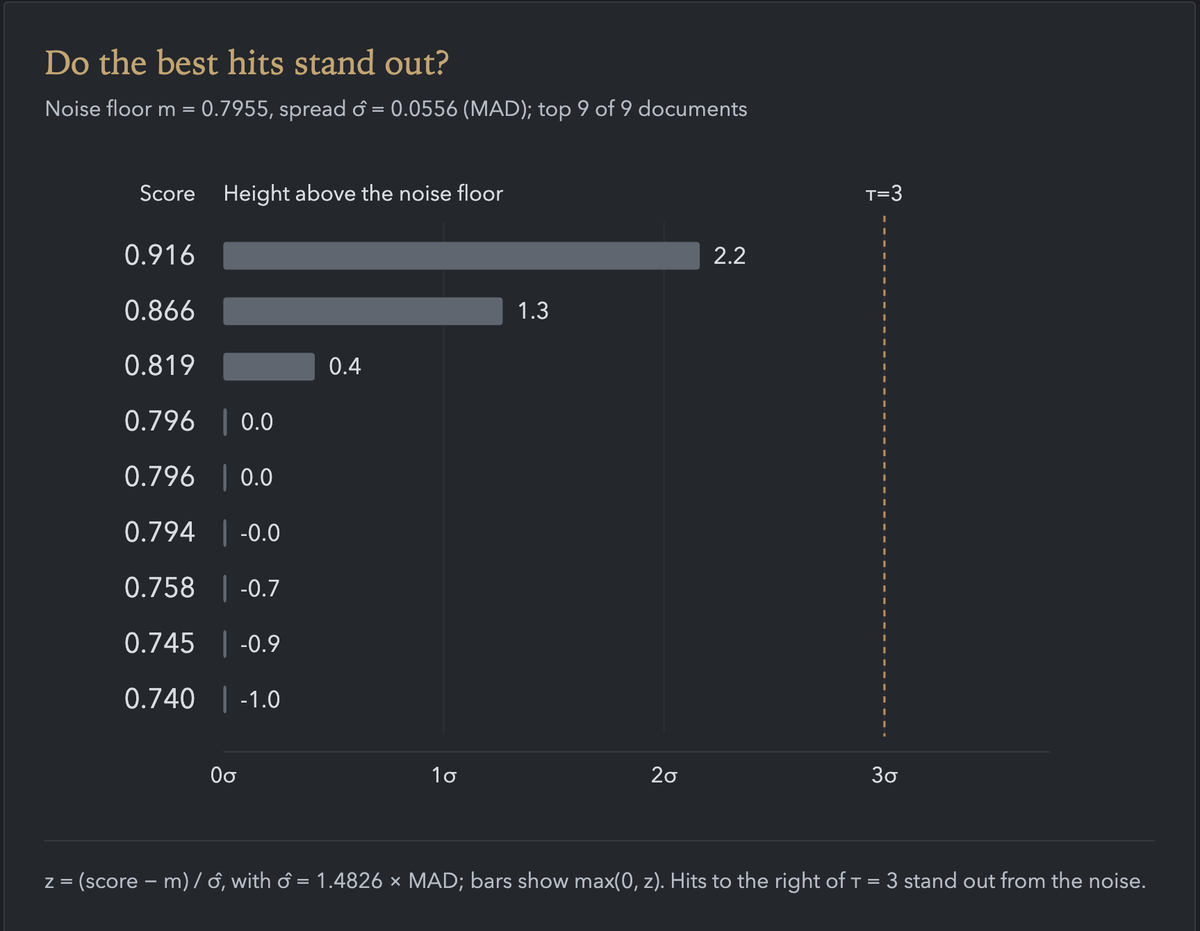 Do the best hits stand out?
Noise floor m = 0.7955, spread σ̂ = 0.0556 (MAD); top 9 of 9 documents
Score Height above the noise floor τ=3
0.916 2.2
0.866 1.3
0.819 0.4
0.796 0.0
0.796 0.0
0.794 -0.0
0.758 -0.7
0.745 -0.9
0.740 -1.0
0σ 1σ 2σ 3σ
z = (score − m) / σ̂, with σ̂ = 1.4826 × MAD; bars show max(0, z). Hits to the right of τ = 3 stand out from the noise.